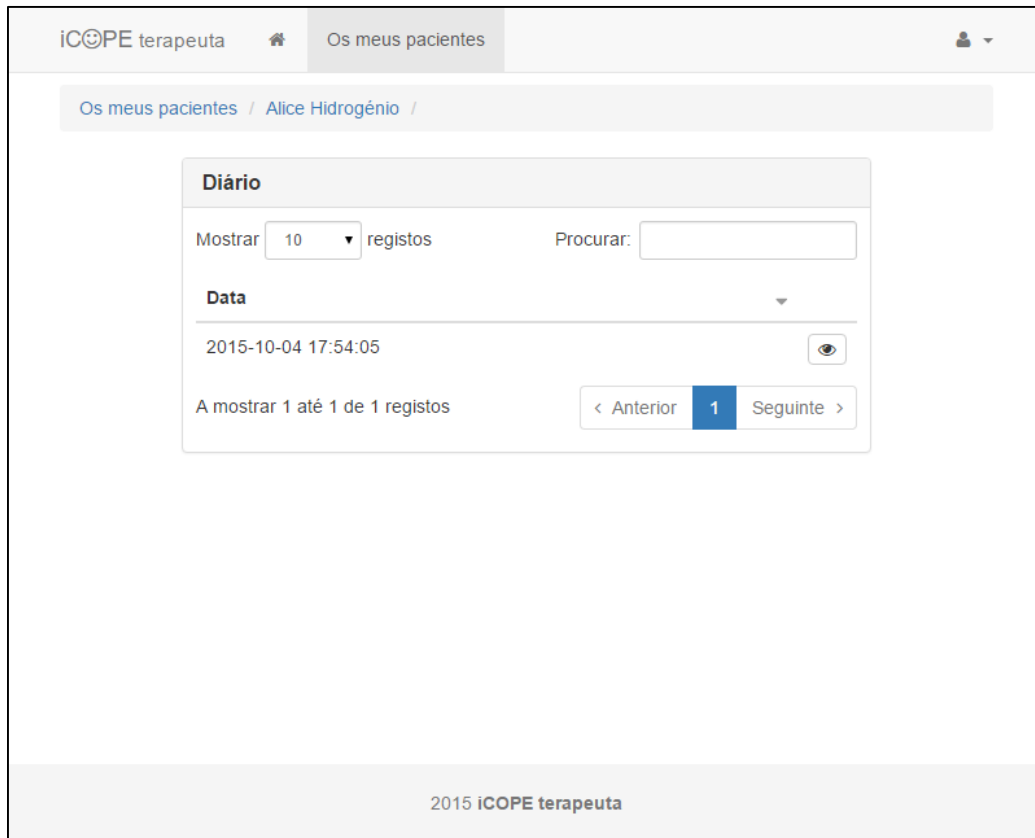 iC☺PE terapeuta Os meus pacientes
Os meus pacientes / Alice Hidrogénio /
Diário
Mostrar 10 registos Procurar:
Data
2015-10-04 17:54:05
A mostrar 1 até 1 de 1 registos < Anterior 1 Seguinte >
2015 iCOPE terapeuta